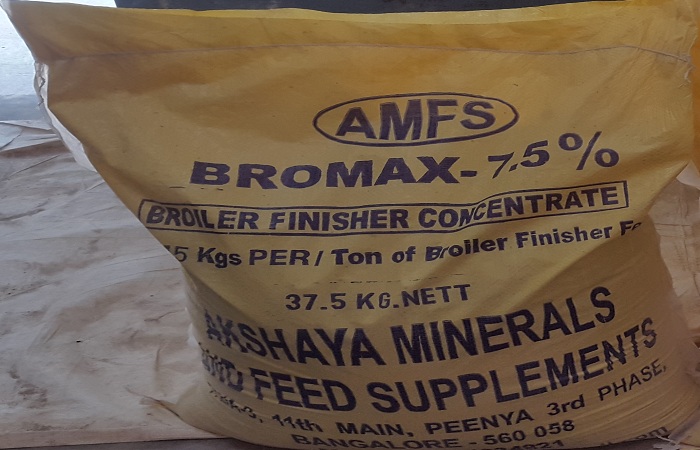 AMFS
BROMAX-7.5%
BROILER FINISHER CONCENTRATE
Kgs PER / Ton of Broiler Finisher
37.5 KG.NETT
AKSHAYA MINERALS
FEED SUPPLEMENTS
11th MAIN, PEENYA 3rd PHASE,
BANGALORE - 560 058